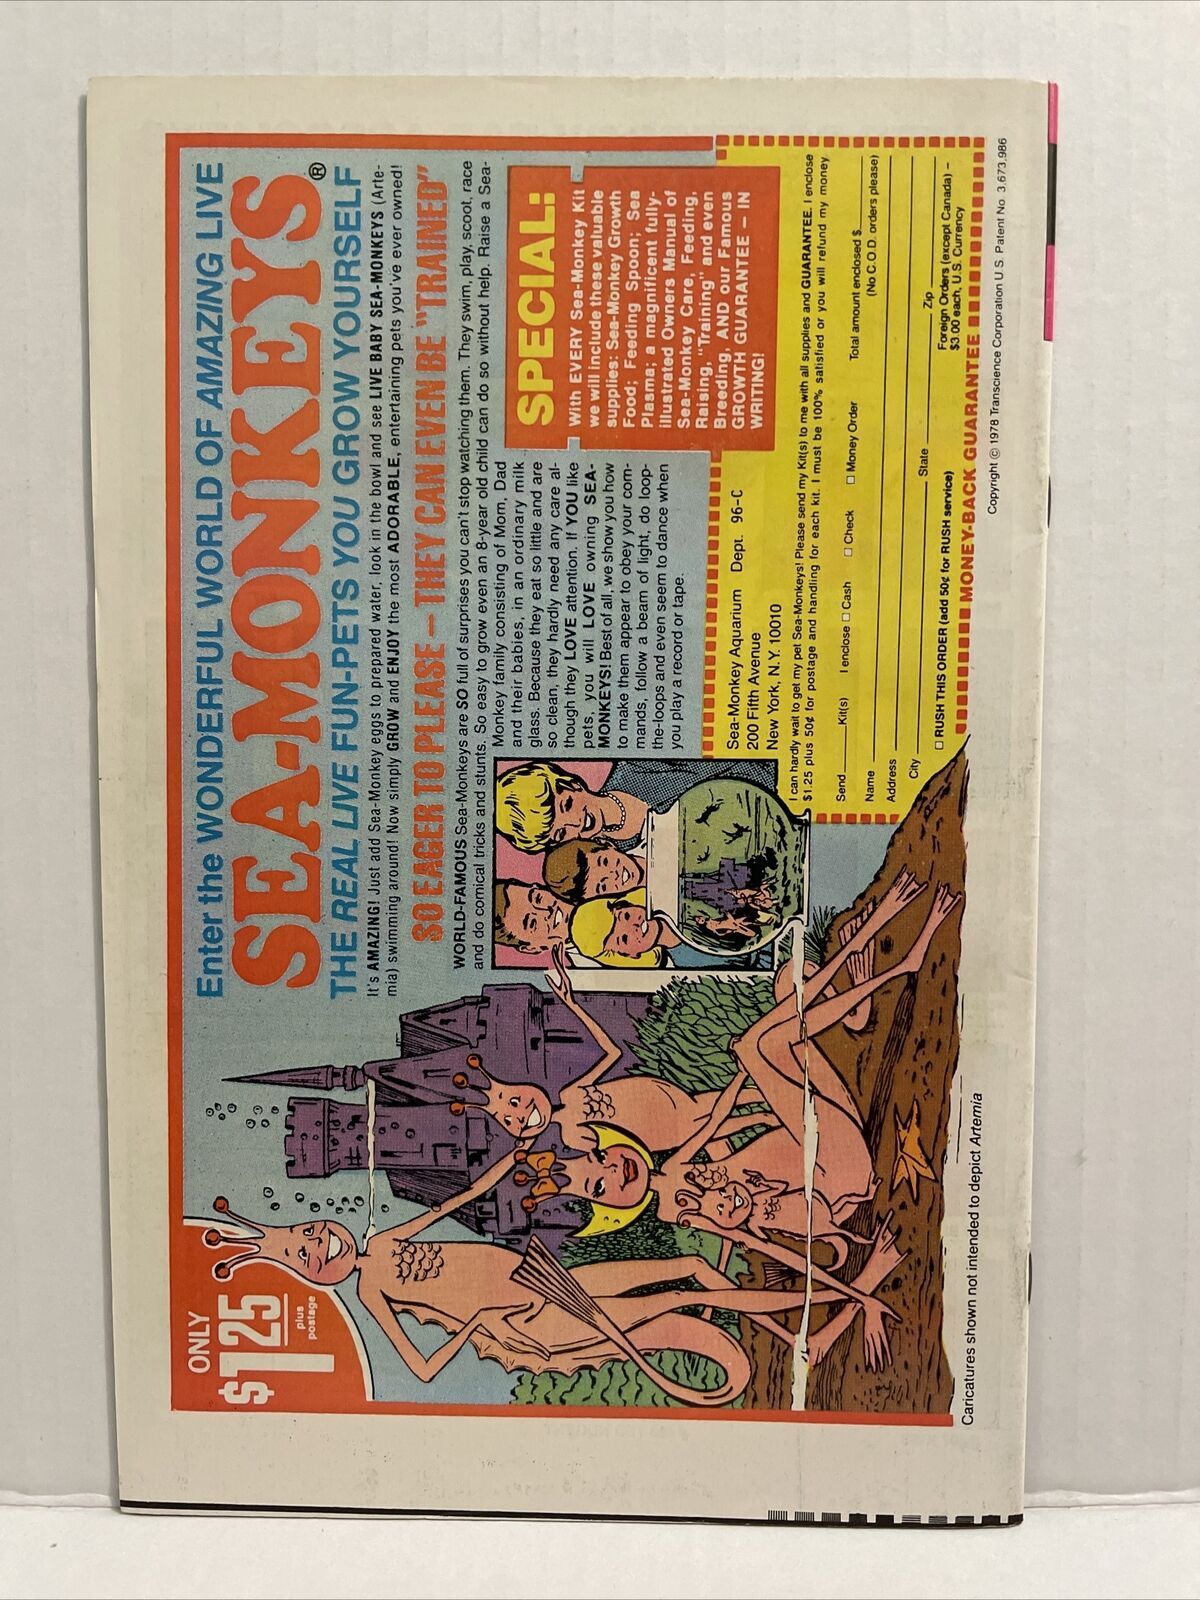 ONLY
$1.25
plus
postage
Enter the WONDERFUL WORLD OF AMAZING LIVE
SEA-MONKEYS®
THE REAL LIVE FUN-PETS YOU GROW YOURSELF
It's AMAZING! Just add Sea-Monkey eggs to prepared water, look in the bowl and see LIVE BABY SEA-MONKEYS (Arte-
mia) swimming around! Now simply GROW and ENJOY the most ADORABLE, entertaining pets you've ever owned!
SO EAGER TO PLEASE — THEY CAN EVEN BE "TRAINED"
WORLD-FAMOUS Sea-Monkeys are SO full of surprises you can't stop watching them. They swim, play, scoot, race
and do comical tricks and stunts. So easy to grow even an 8-year old child can do so without help. Raise a Sea-
Monkey family consisting of Mom, Dad
and their babies, in an ordinary milk
glass. Because they eat so little and are
so clean, they hardly need any care al-
though they LOVE attention. If YOU like
pets, you will LOVE owning SEA-
MONKEYS! Best of all, we show you how
to make them appear to obey your com-
mands, follow a beam of light, do loop-
the-loops and even seem to dance when
you play a record or tape.
SPECIAL:
With EVERY Sea-Monkey Kit
we will include these valuable
supplies: Sea-Monkey Growth
Food; Feeding Spoon; Sea
Plasma; a magnificent fully-
illustrated Owners Manual of
Sea-Monkey Care, Feeding,
Raising, "Training" and even
Breeding, AND our Famous
GROWTH GUARANTEE — IN
WRITING!
Sea-Monkey Aquarium Dept. 96-C
200 Fifth Avenue
New York, N.Y. 10010
I can hardly wait to get my pet Sea-Monkeys! Please send my Kit(s) to me with all supplies and GUARANTEE. I enclose
$1.25 plus 50¢ for postage and handling for each kit. I must be 100% satisfied or you will refund my money
Send ____ Kit(s) I enclose □ Cash □ Check □ Money Order Total amount enclosed $____
(No C.O.D. orders please)
Name
Address
City State Zip
□ RUSH THIS ORDER (add 50¢ for RUSH service)
Foreign Orders (except Canada) –
$3.00 each, U.S. Currency
MONEY-BACK GUARANTEE
Caricatures shown not intended to depict Artemia
Copyright © 1978 Transcience Corporation U.S. Patent No. 3,673,986